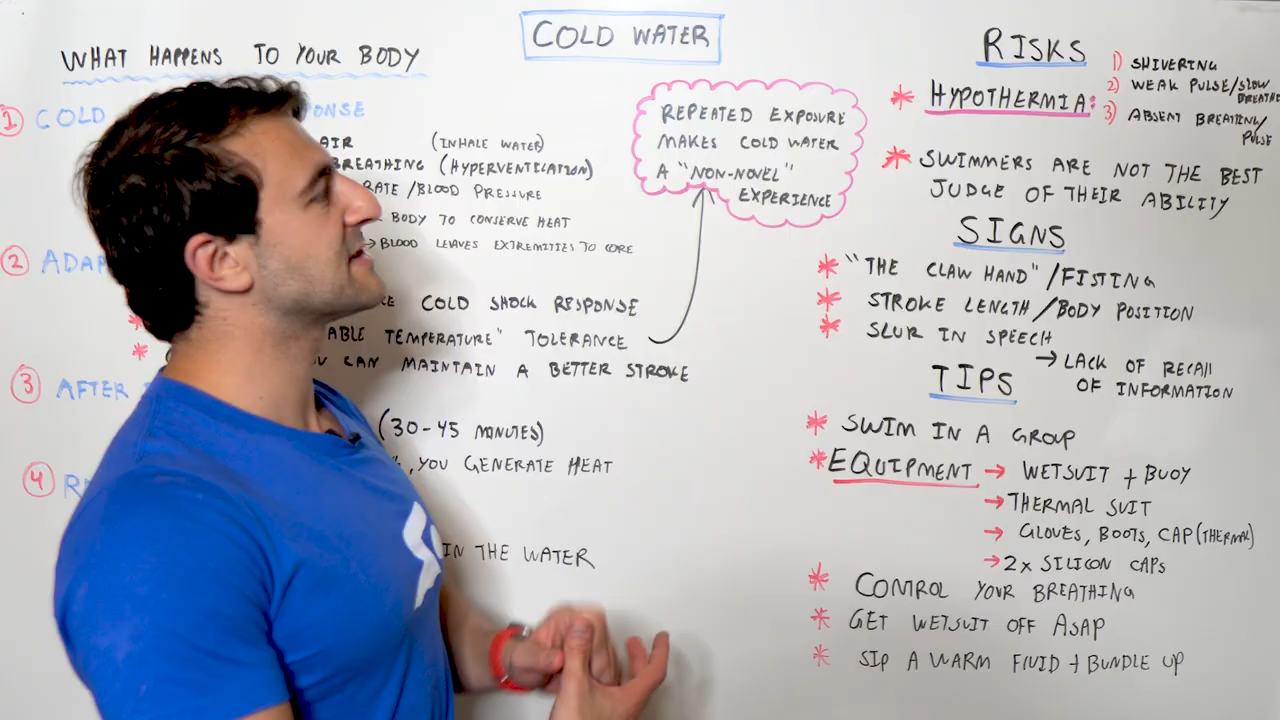 COLD WATER
WHAT HAPPENS TO YOUR BODY
1 COLD RESPONSE
AIR (INHALE WATER)
BREATHING (HYPERVENTILATION)
RATE/BLOOD PRESSURE
BODY TO CONSERVE HEAT
→ BLOOD LEAVES EXTREMITIES TO CORE
2
* COLD SHOCK RESPONSE
* TEMPERATURE" TOLERANCE
YOU CAN MAINTAIN A BETTER STROKE
3 AFTER
(30-45 MINUTES)
, YOU GENERATE HEAT
4
IN THE WATER
REPEATED EXPOSURE
MAKES COLD WATER
A "NON-NOVEL"
EXPERIENCE
RISKS
* HYPOTHERMIA:
1) SHIVERING
2) WEAK PULSE/SLOW
BREATHING
3) ABSENT BREATHING/
PULSE
* SWIMMERS ARE NOT THE BEST
JUDGE OF THEIR ABILITY
SIGNS
* "THE CLAW HAND"/FISTING
* STROKE LENGTH/BODY POSITION
* SLUR IN SPEECH
→ LACK OF RECALL
OF INFORMATION
TIPS
* SWIM IN A GROUP
* EQUIPMENT → WETSUIT + BUOY
→ THERMAL SUIT
→ GLOVES, BOOTS, CAP (THERMAL)
→ 2x SILICON CAPS
* CONTROL YOUR BREATHING
* GET WETSUIT OFF ASAP
* SIP A WARM FLUID + BUNDLE UP